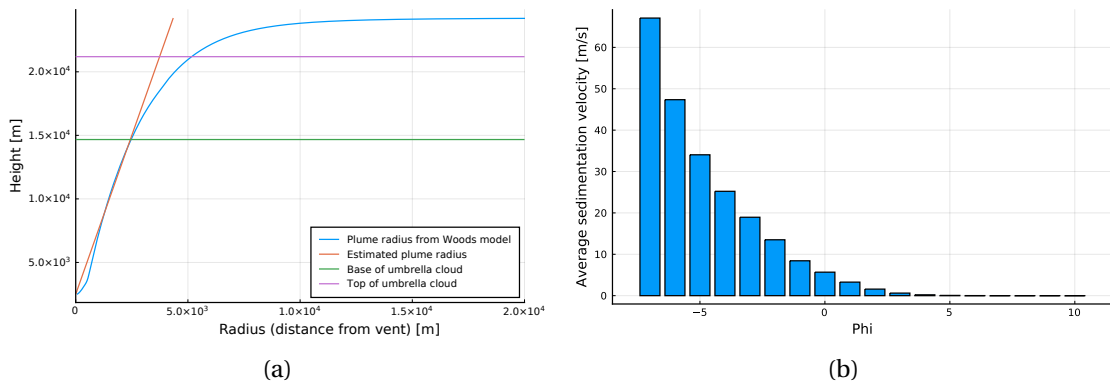 2.0×10⁴
1.5×10⁴
1.0×10⁴
5.0×10³
Height [m]
Plume radius from Woods model
Estimated plume radius
Base of umbrella cloud
Top of umbrella cloud
0
5.0×10³
1.0×10⁴
1.5×10⁴
2.0×10⁴
Radius (distance from vent) [m]
(a)
60
50
40
30
20
10
0
Average sedimentation velocity [m/s]
−5
0
5
10
Phi
(b)